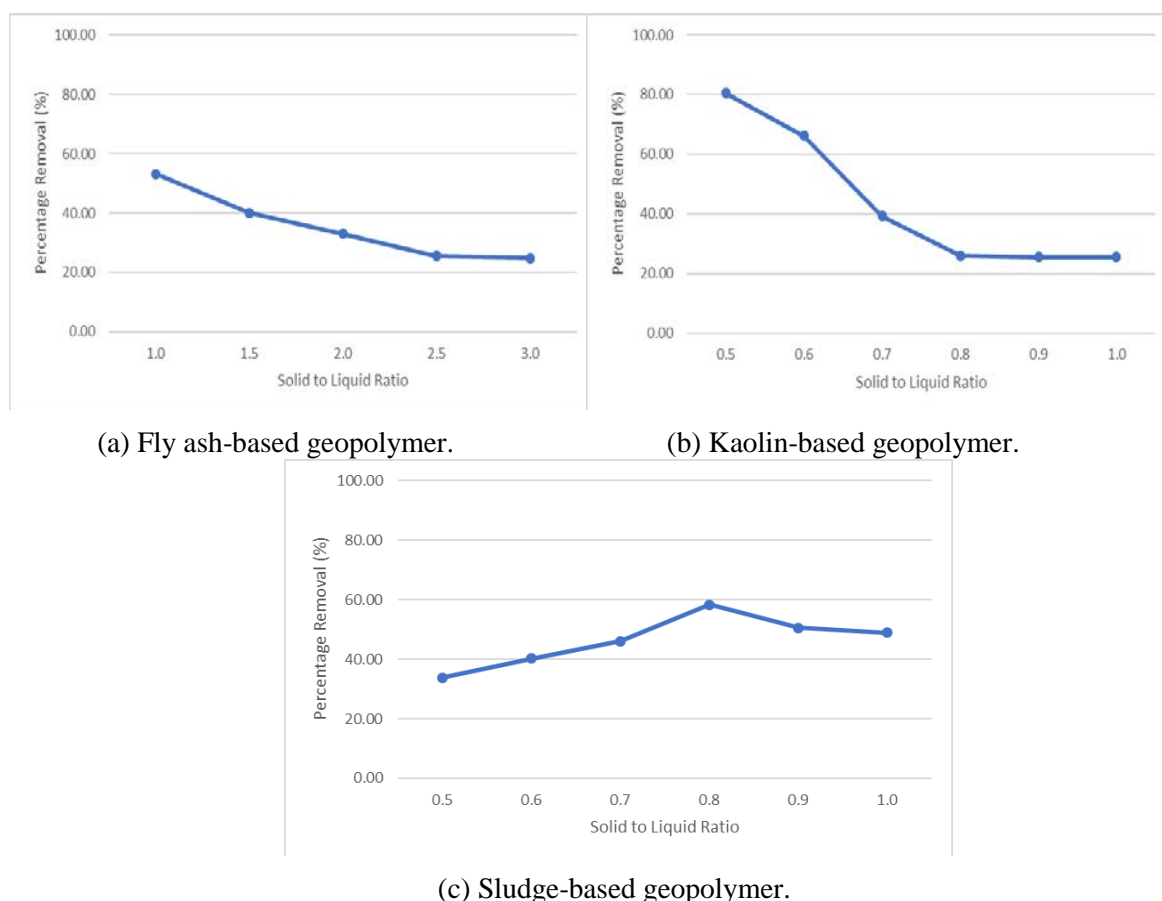 100.00
80.00
60.00
40.00
20.00
0.00
Percentage Removal (%)
1.0 1.5 2.0 2.5 3.0
Solid to Liquid Ratio
(a) Fly ash-based geopolymer.
100.00
80.00
60.00
40.00
20.00
0.00
Percentage Removal (%)
0.5 0.6 0.7 0.8 0.9 1.0
Solid to Liquid Ratio
(b) Kaolin-based geopolymer.
100.00
80.00
60.00
40.00
20.00
0.00
Percentage Removal (%)
0.5 0.6 0.7 0.8 0.9 1.0
Solid to Liquid Ratio
(c) Sludge-based geopolymer.